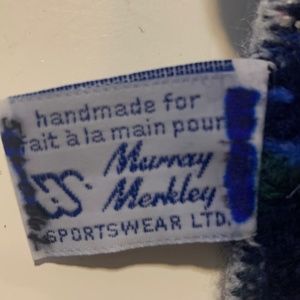 handmade for
fait à la main pour
Murray
Merkley
SPORTSWEAR LTD.